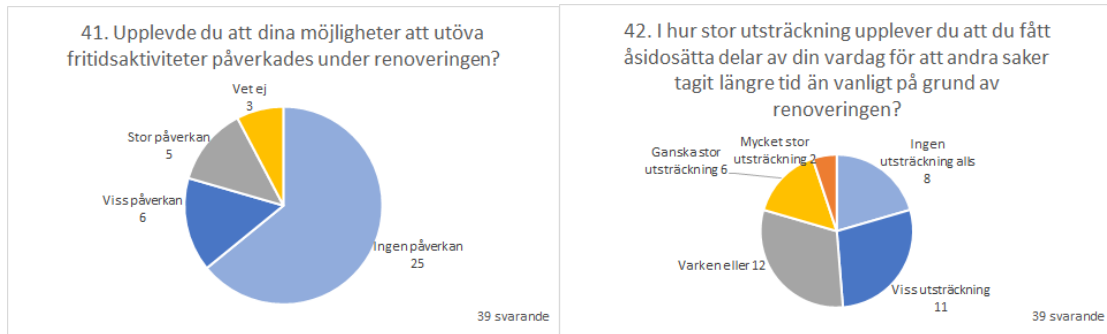 41. Upplevde du att dina möjligheter att utöva
fritidsaktiviteter påverkades under renoveringen?
Vet ej
3
Stor påverkan
5
Viss påverkan
6
Ingen påverkan
25
39 svarande
42. I hur stor utsträckning upplever du att du fått
åsidosätta delar av din vardag för att andra saker
tagit längre tid än vanligt på grund av
renoveringen?
Mycket stor
utsträckning 2
Ganska stor
utsträckning 6
Ingen
utsträckning alls
8
Varken eller 12
Viss utsträckning
11
39 svarande